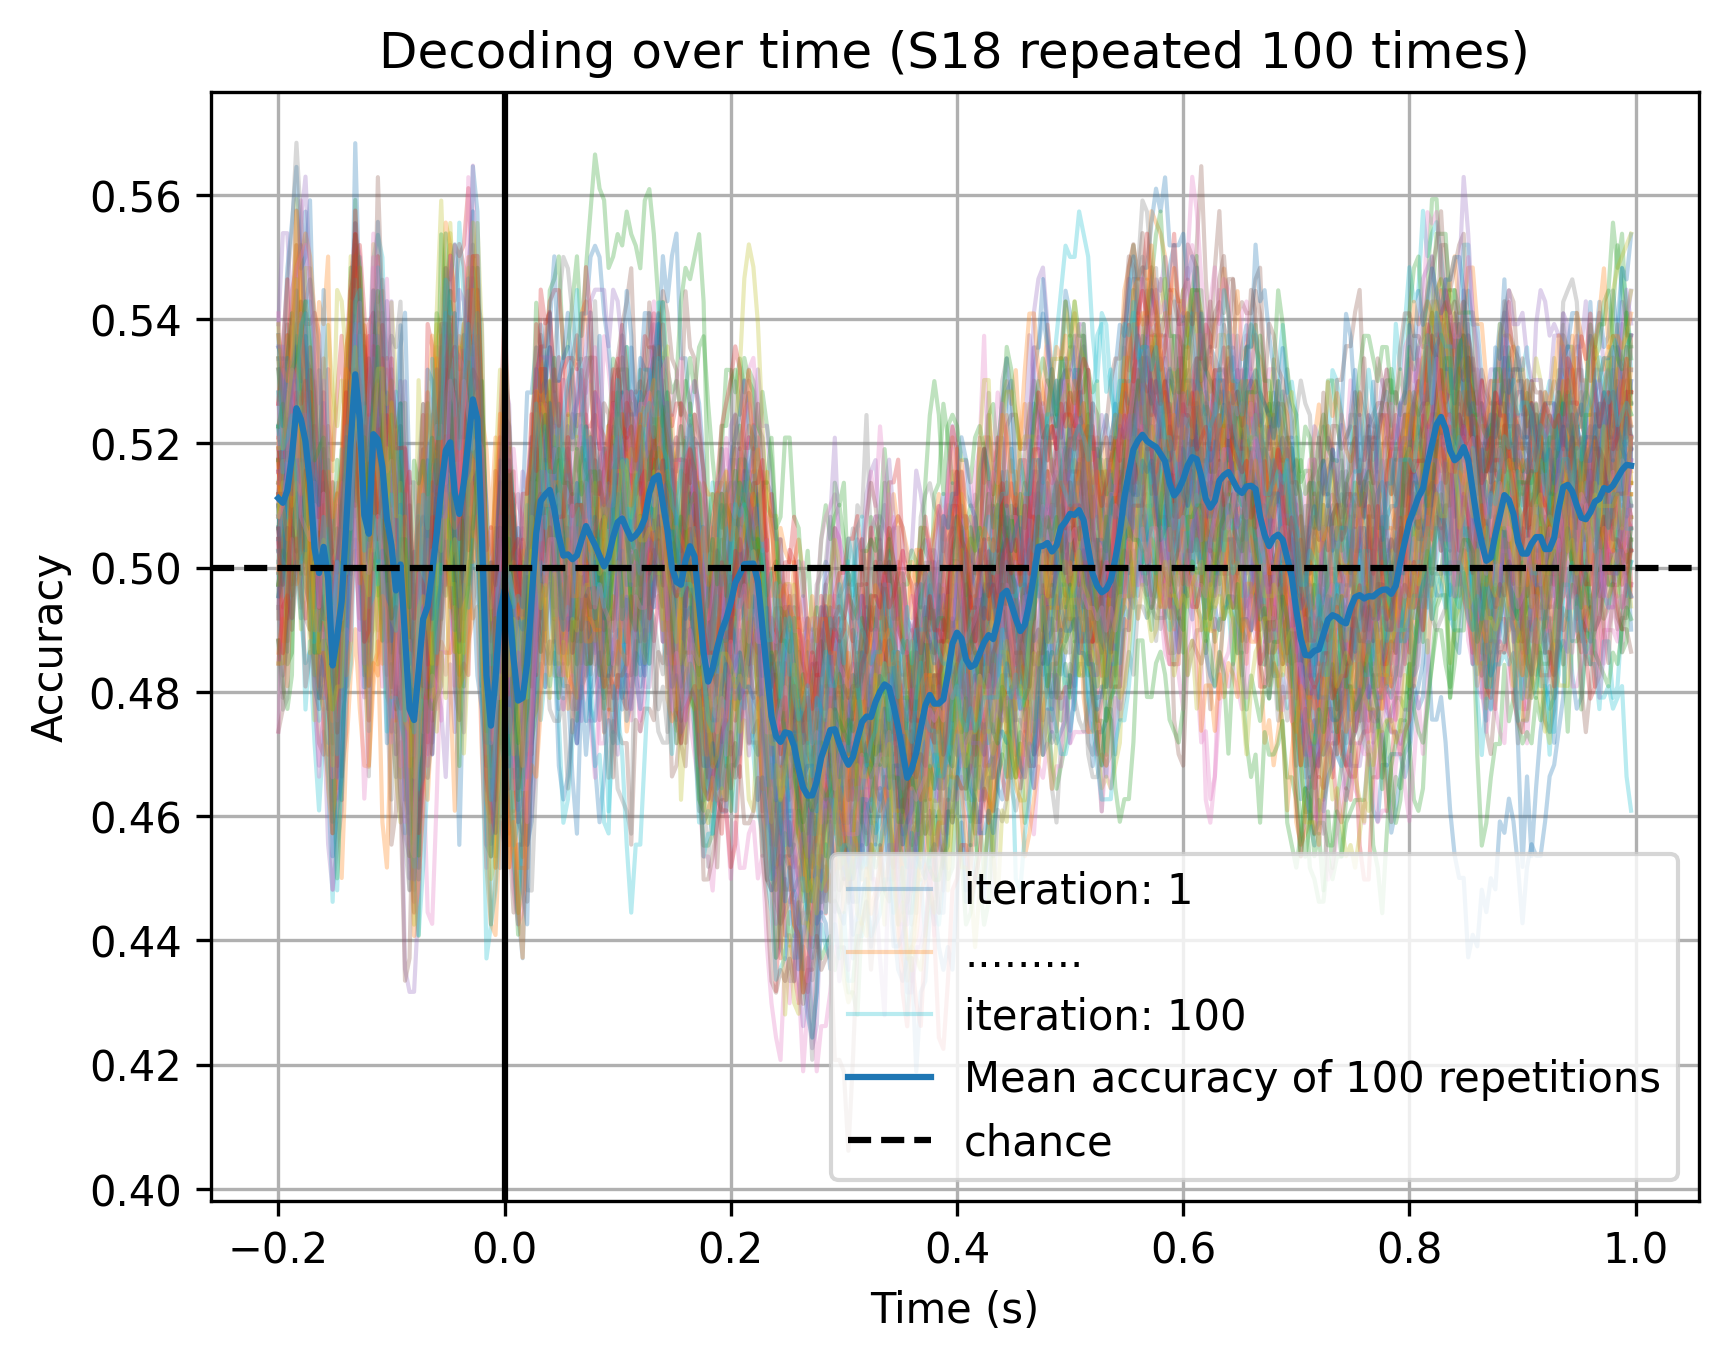 Decoding over time (S18 repeated 100 times)
Accuracy
0.56
0.54
0.52
0.50
0.48
0.46
0.44
0.42
0.40
iteration: 1
.........
iteration: 100
Mean accuracy of 100 repetitions
chance
−0.2 0.0 0.2 0.4 0.6 0.8 1.0
Time (s)